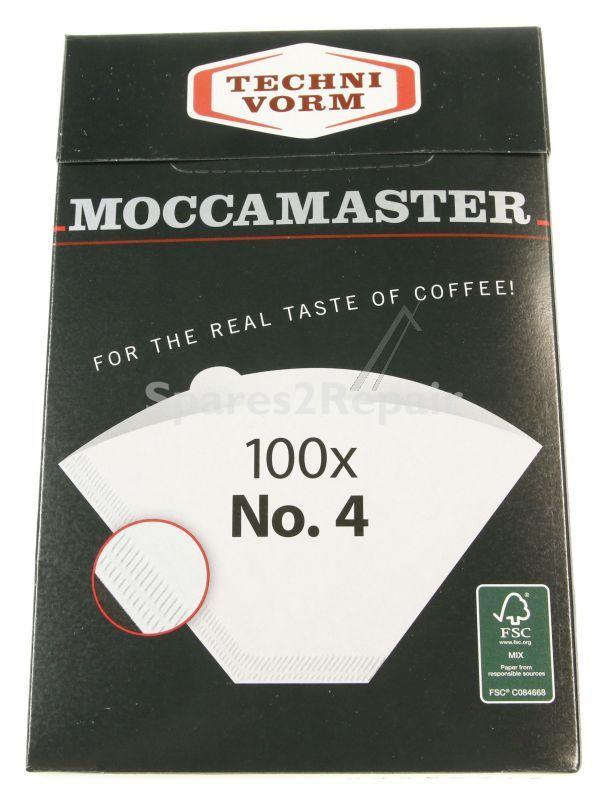 TECHNI
VORM
MOCCAMASTER
FOR THE REAL TASTE OF COFFEE!
Spares2Repair
100x
No. 4
FSC
www.fsc.org
MIX
Paper from
responsible sources
FSC® C084668